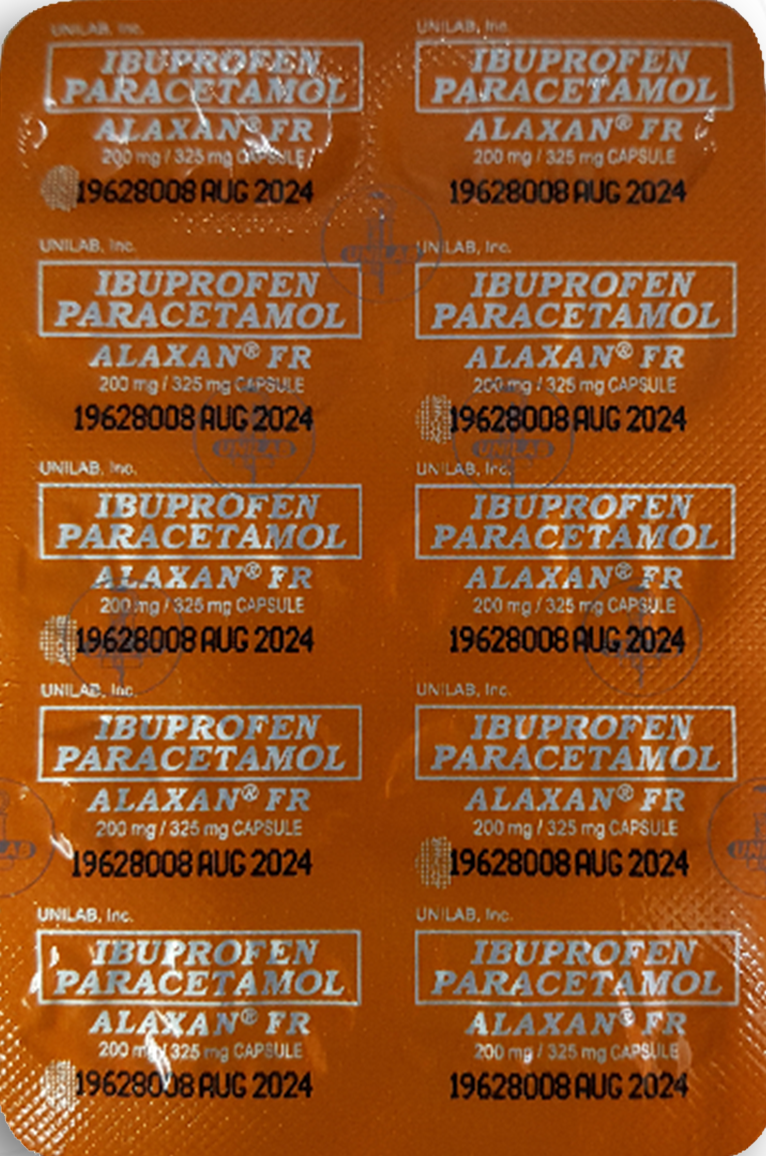 UNILAB, Inc.
IBUPROFEN
PARACETAMOL
ALAXAN® FR
200 mg / 325 mg CAPSULE
19628008 AUG 2024
UNILAB, Inc.
IBUPROFEN
PARACETAMOL
ALAXAN® FR
200 mg / 325 mg CAPSULE
19628008 AUG 2024
UNILAB
UNILAB, Inc.
IBUPROFEN
PARACETAMOL
ALAXAN® FR
200 mg / 325 mg CAPSULE
19628008 AUG 2024
UNILAB
UNILAB, Inc.
IBUPROFEN
PARACETAMOL
ALAXAN® FR
200 mg / 325 mg CAPSULE
19628008 AUG 2024
UNILAB
UNILAB, Inc.
IBUPROFEN
PARACETAMOL
ALAXAN® FR
200 mg / 325 mg CAPSULE
19628008 AUG 2024
UNILAB, Inc.
IBUPROFEN
PARACETAMOL
ALAXAN® FR
200 mg / 325 mg CAPSULE
19628008 AUG 2024
UNILAB, Inc.
IBUPROFEN
PARACETAMOL
ALAXAN® FR
200 mg / 325 mg CAPSULE
19628008 AUG 2024
UNILAB, Inc.
IBUPROFEN
PARACETAMOL
ALAXAN® FR
200 mg / 325 mg CAPSULE
19628008 AUG 2024
UNILAB, Inc.
IBUPROFEN
PARACETAMOL
ALAXAN® FR
200 mg / 325 mg CAPSULE
19628008 AUG 2024
UNILAB, Inc.
IBUPROFEN
PARACETAMOL
ALAXAN® FR
200 mg / 325 mg CAPSULE
19628008 AUG 2024